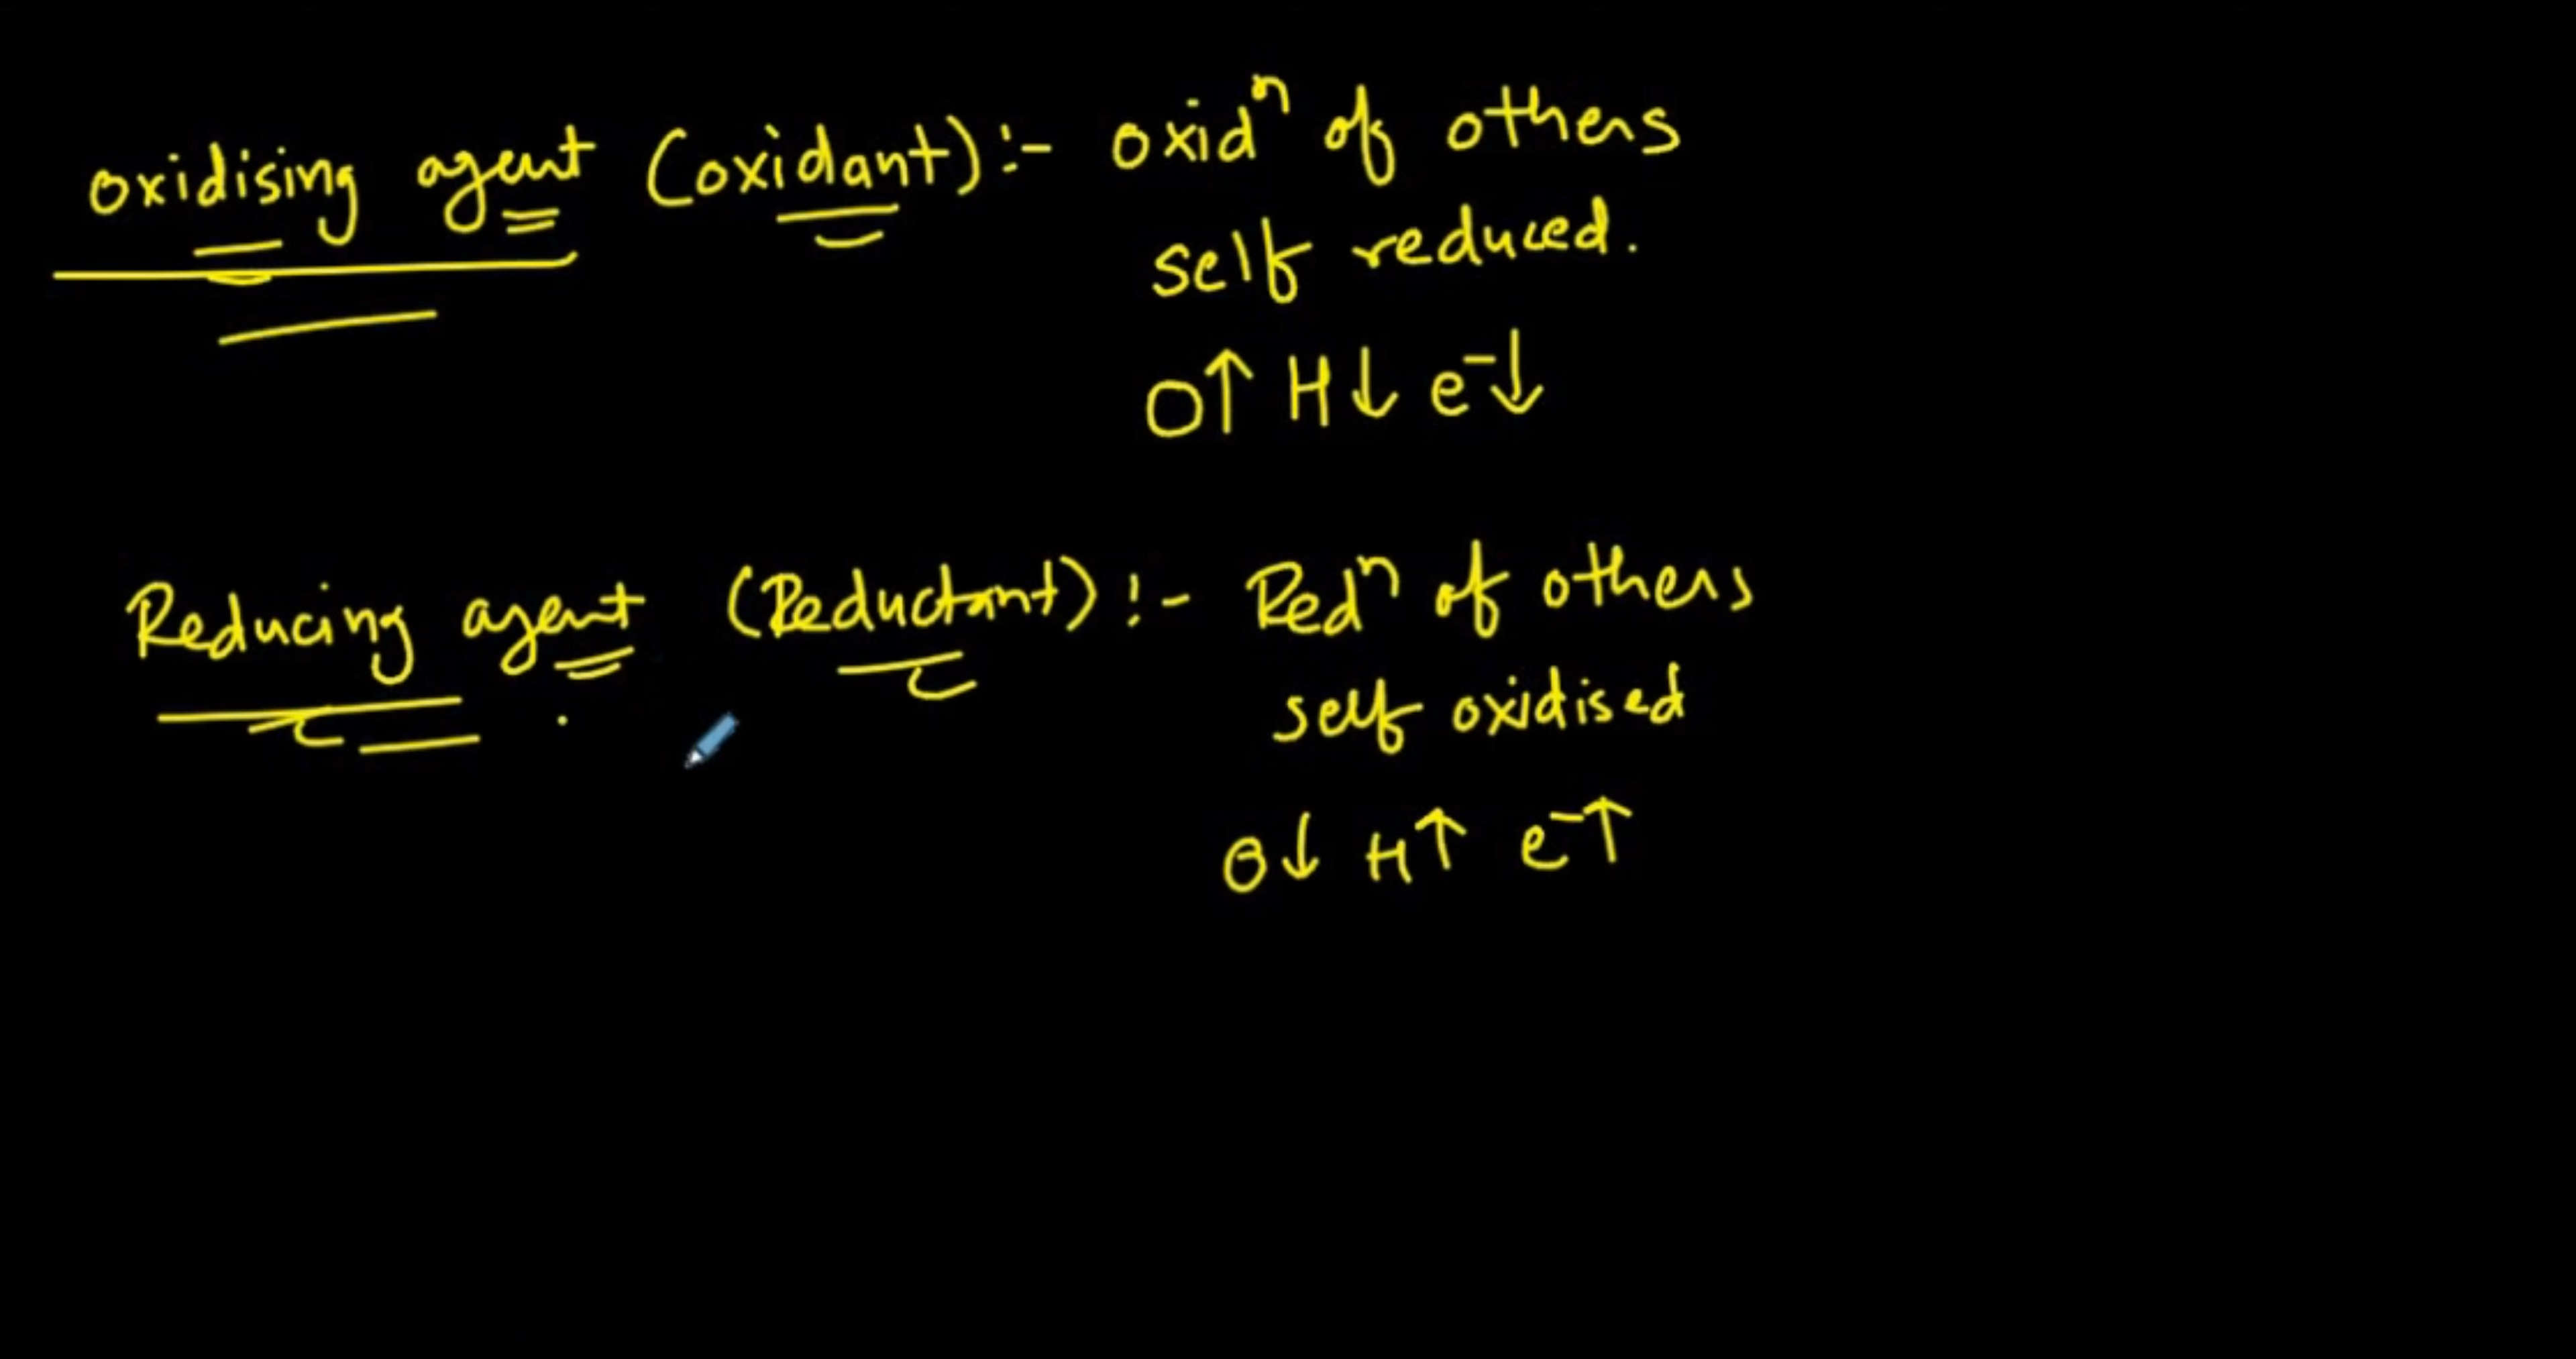 oxidising agent (oxidant) :- oxidⁿ of others
self reduced.
O↑ H↓ e⁻↓
Reducing agent (Reductant) :- Redⁿ of others
self oxidised
O↓ H↑ e⁻↑